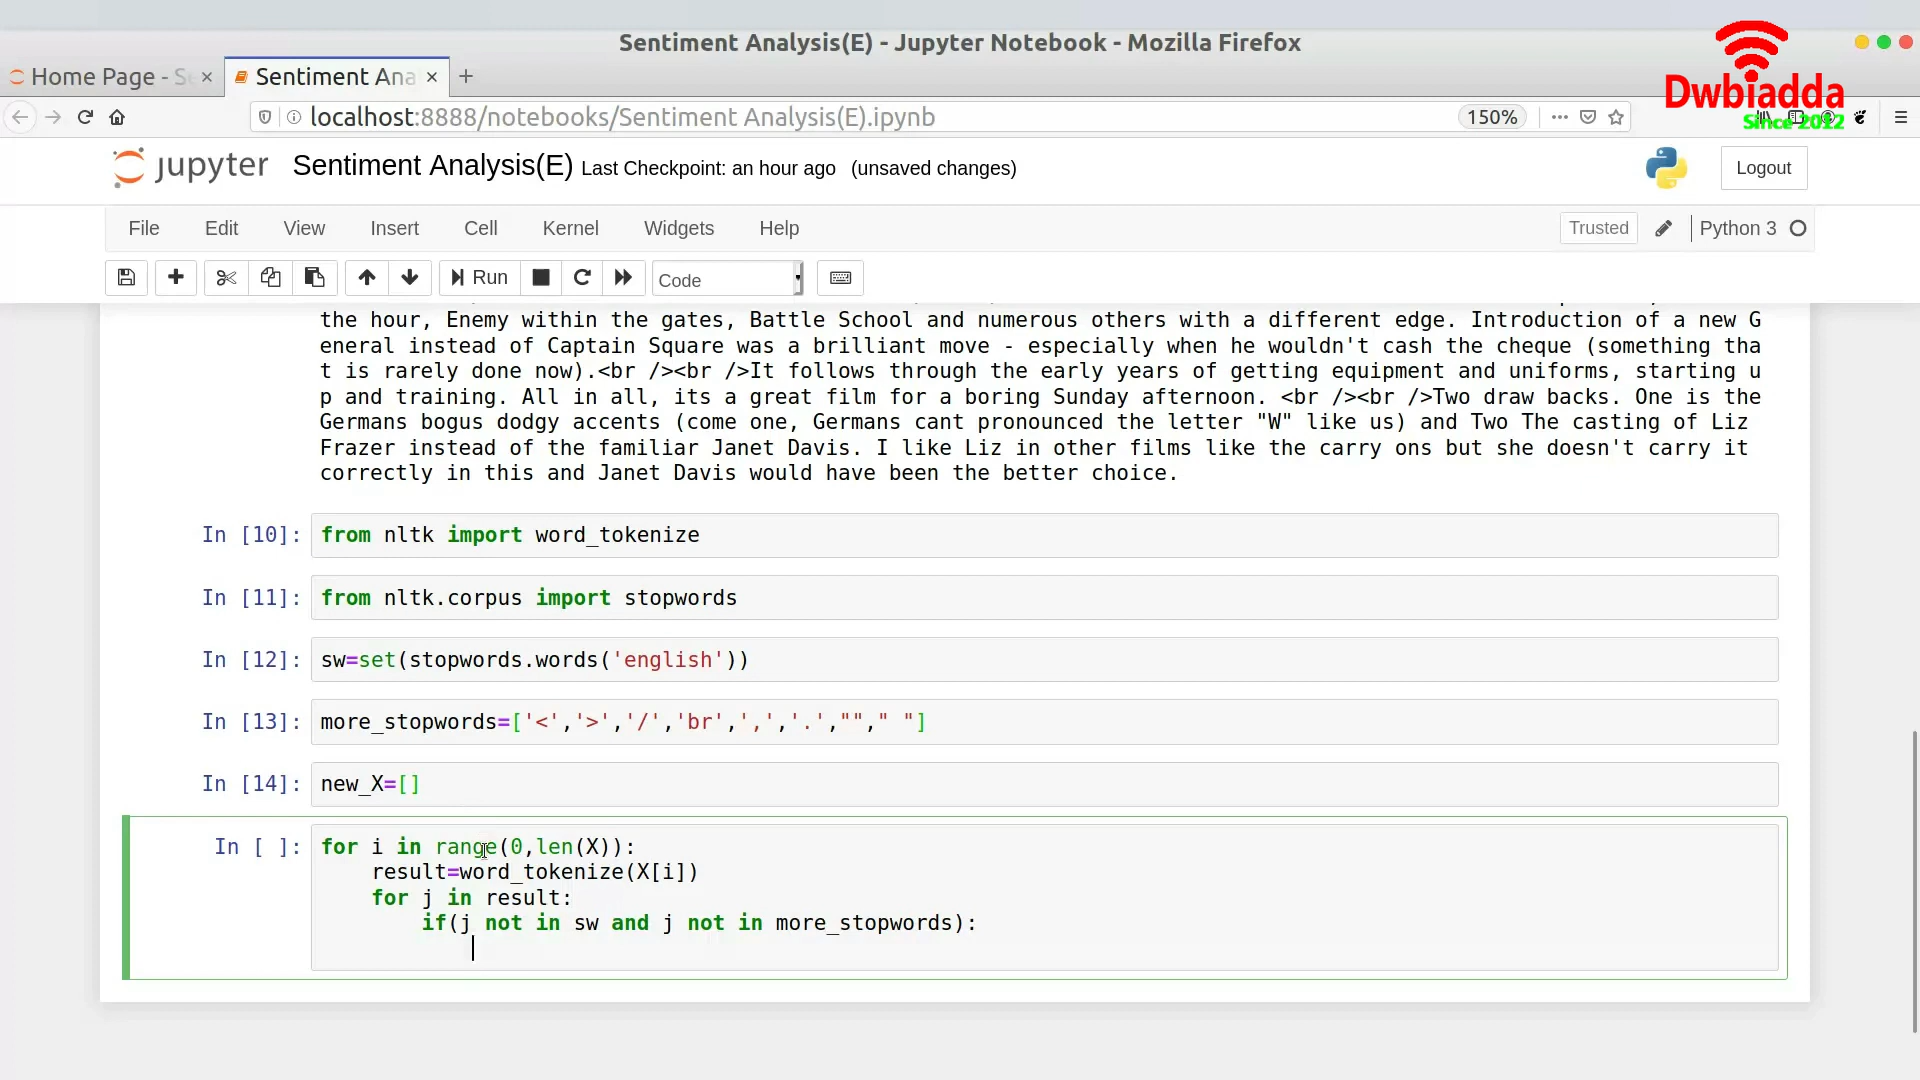 Sentiment Analysis(E) - Jupyter Notebook - Mozilla Firefox
Dwbiadda
Since 2012
Home Page - S
Sentiment Ana
localhost:8888/notebooks/Sentiment Analysis(E).ipynb
150%
jupyter Sentiment Analysis(E) Last Checkpoint: an hour ago (unsaved changes)
Logout
File Edit View Insert Cell Kernel Widgets Help
Trusted
Python 3
Run
Code
the hour, Enemy within the gates, Battle School and numerous others with a different edge. Introduction of a new G
eneral instead of Captain Square was a brilliant move - especially when he wouldn't cash the cheque (something tha
t is rarely done now).<br /><br />It follows through the early years of getting equipment and uniforms, starting u
p and training. All in all, its a great film for a boring Sunday afternoon. <br /><br />Two draw backs. One is the
Germans bogus dodgy accents (come one, Germans cant pronounced the letter "W" like us) and Two The casting of Liz
Frazer instead of the familiar Janet Davis. I like Liz in other films like the carry ons but she doesn't carry it
correctly in this and Janet Davis would have been the better choice.
In [10]: from nltk import word_tokenize
In [11]: from nltk.corpus import stopwords
In [12]: sw=set(stopwords.words('english'))
In [13]: more_stopwords=['<','>','/','br',',','.',""," "]
In [14]: new_X=[]
In [ ]: for i in range(0,len(X)):
result=word_tokenize(X[i])
for j in result:
if(j not in sw and j not in more_stopwords):